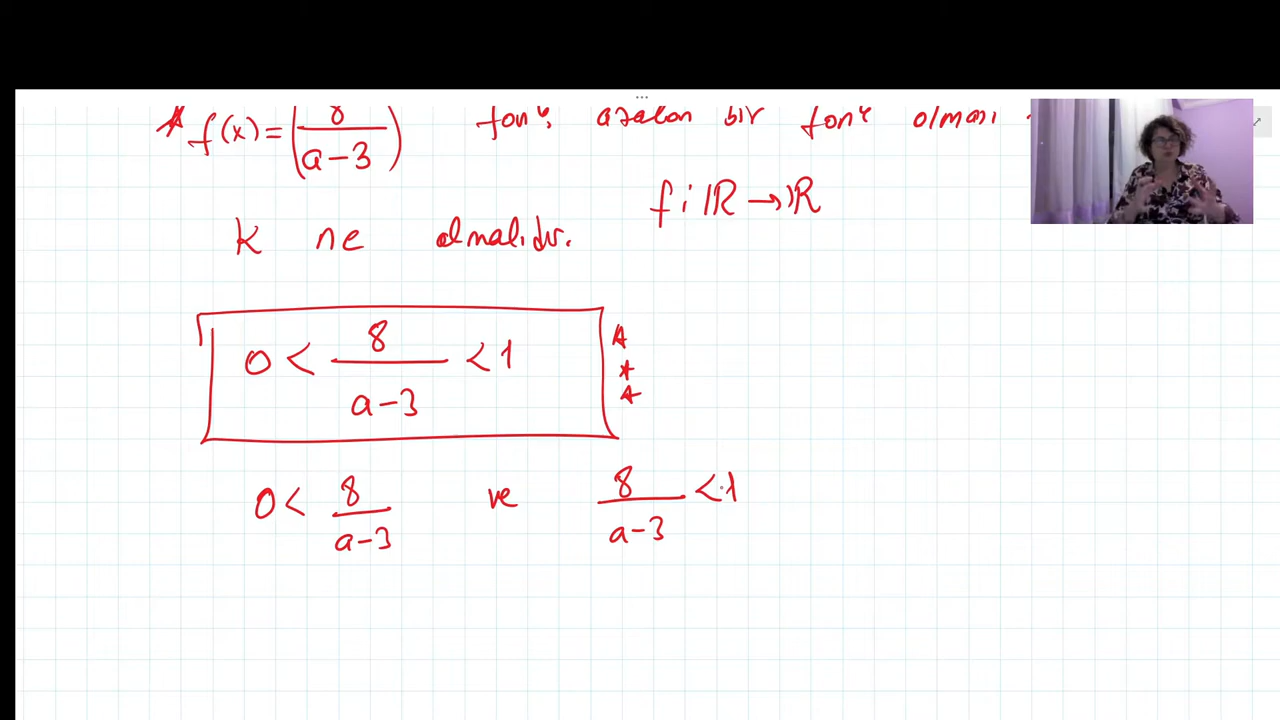 f(x)=(8/(a-3)) fonk. azalan bir fonk olması
f: ℝ → ℝ
k ne olmalıdır.
0 < 8/(a-3) < 1
0 < 8/(a-3) ve 8/(a-3) < 1